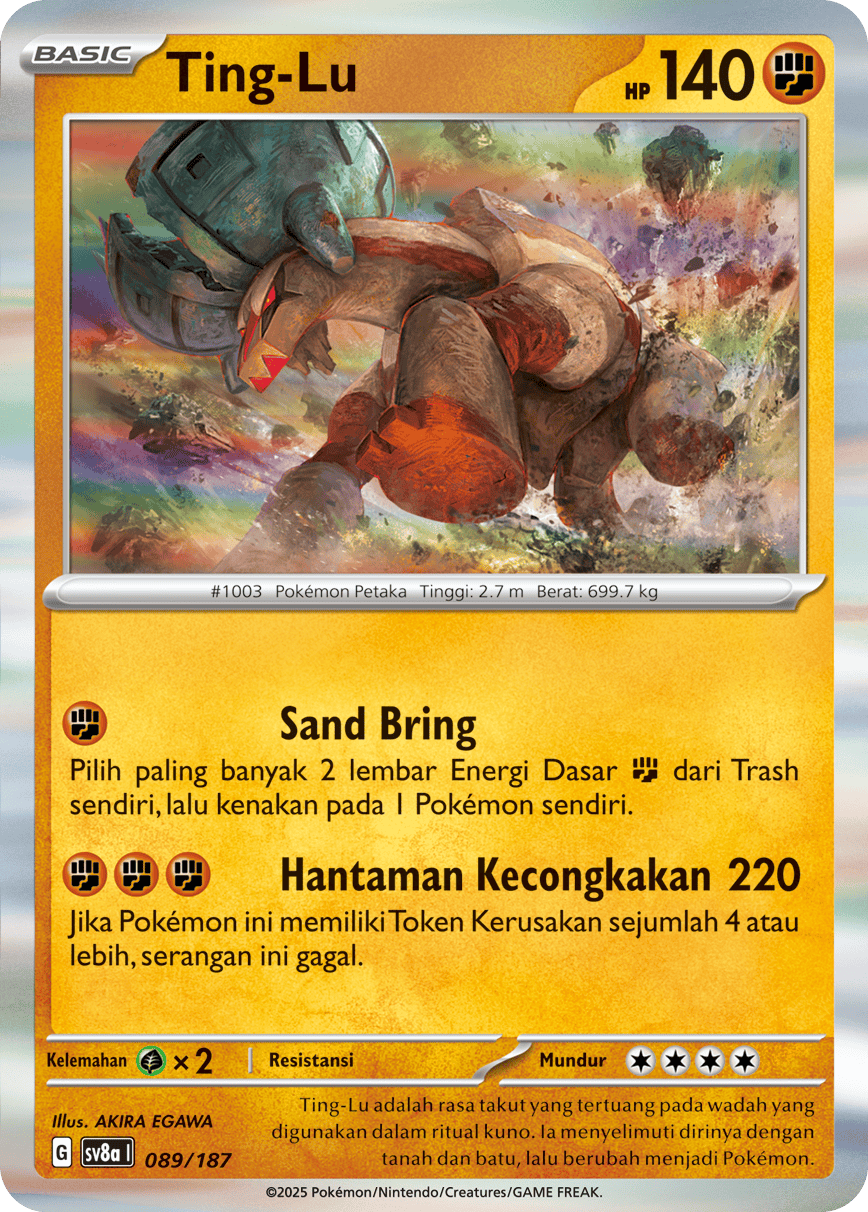 BASIC
Ting-Lu
HP 140
#1003 Pokémon Petaka Tinggi: 2.7 m Berat: 699.7 kg
Sand Bring
Pilih paling banyak 2 lembar Energi Dasar dari Trash
sendiri, lalu kenakan pada 1 Pokémon sendiri.
Hantaman Kecongkakan 220
Jika Pokémon ini memiliki Token Kerusakan sejumlah 4 atau
lebih, serangan ini gagal.
Kelemahan ×2 Resistansi Mundur
Illus. AKIRA EGAWA
G sv8a I 089/187
Ting-Lu adalah rasa takut yang tertuang pada wadah yang
digunakan dalam ritual kuno. Ia menyelimuti dirinya dengan
tanah dan batu, lalu berubah menjadi Pokémon.
©2025 Pokémon/Nintendo/Creatures/GAME FREAK.